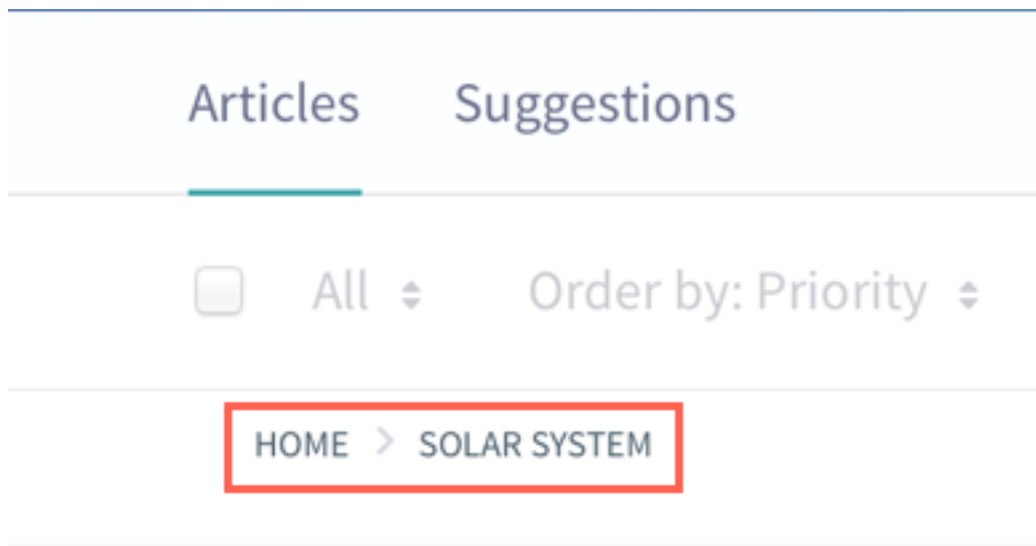 Articles Suggestions
All Order by: Priority
HOME > SOLAR SYSTEM